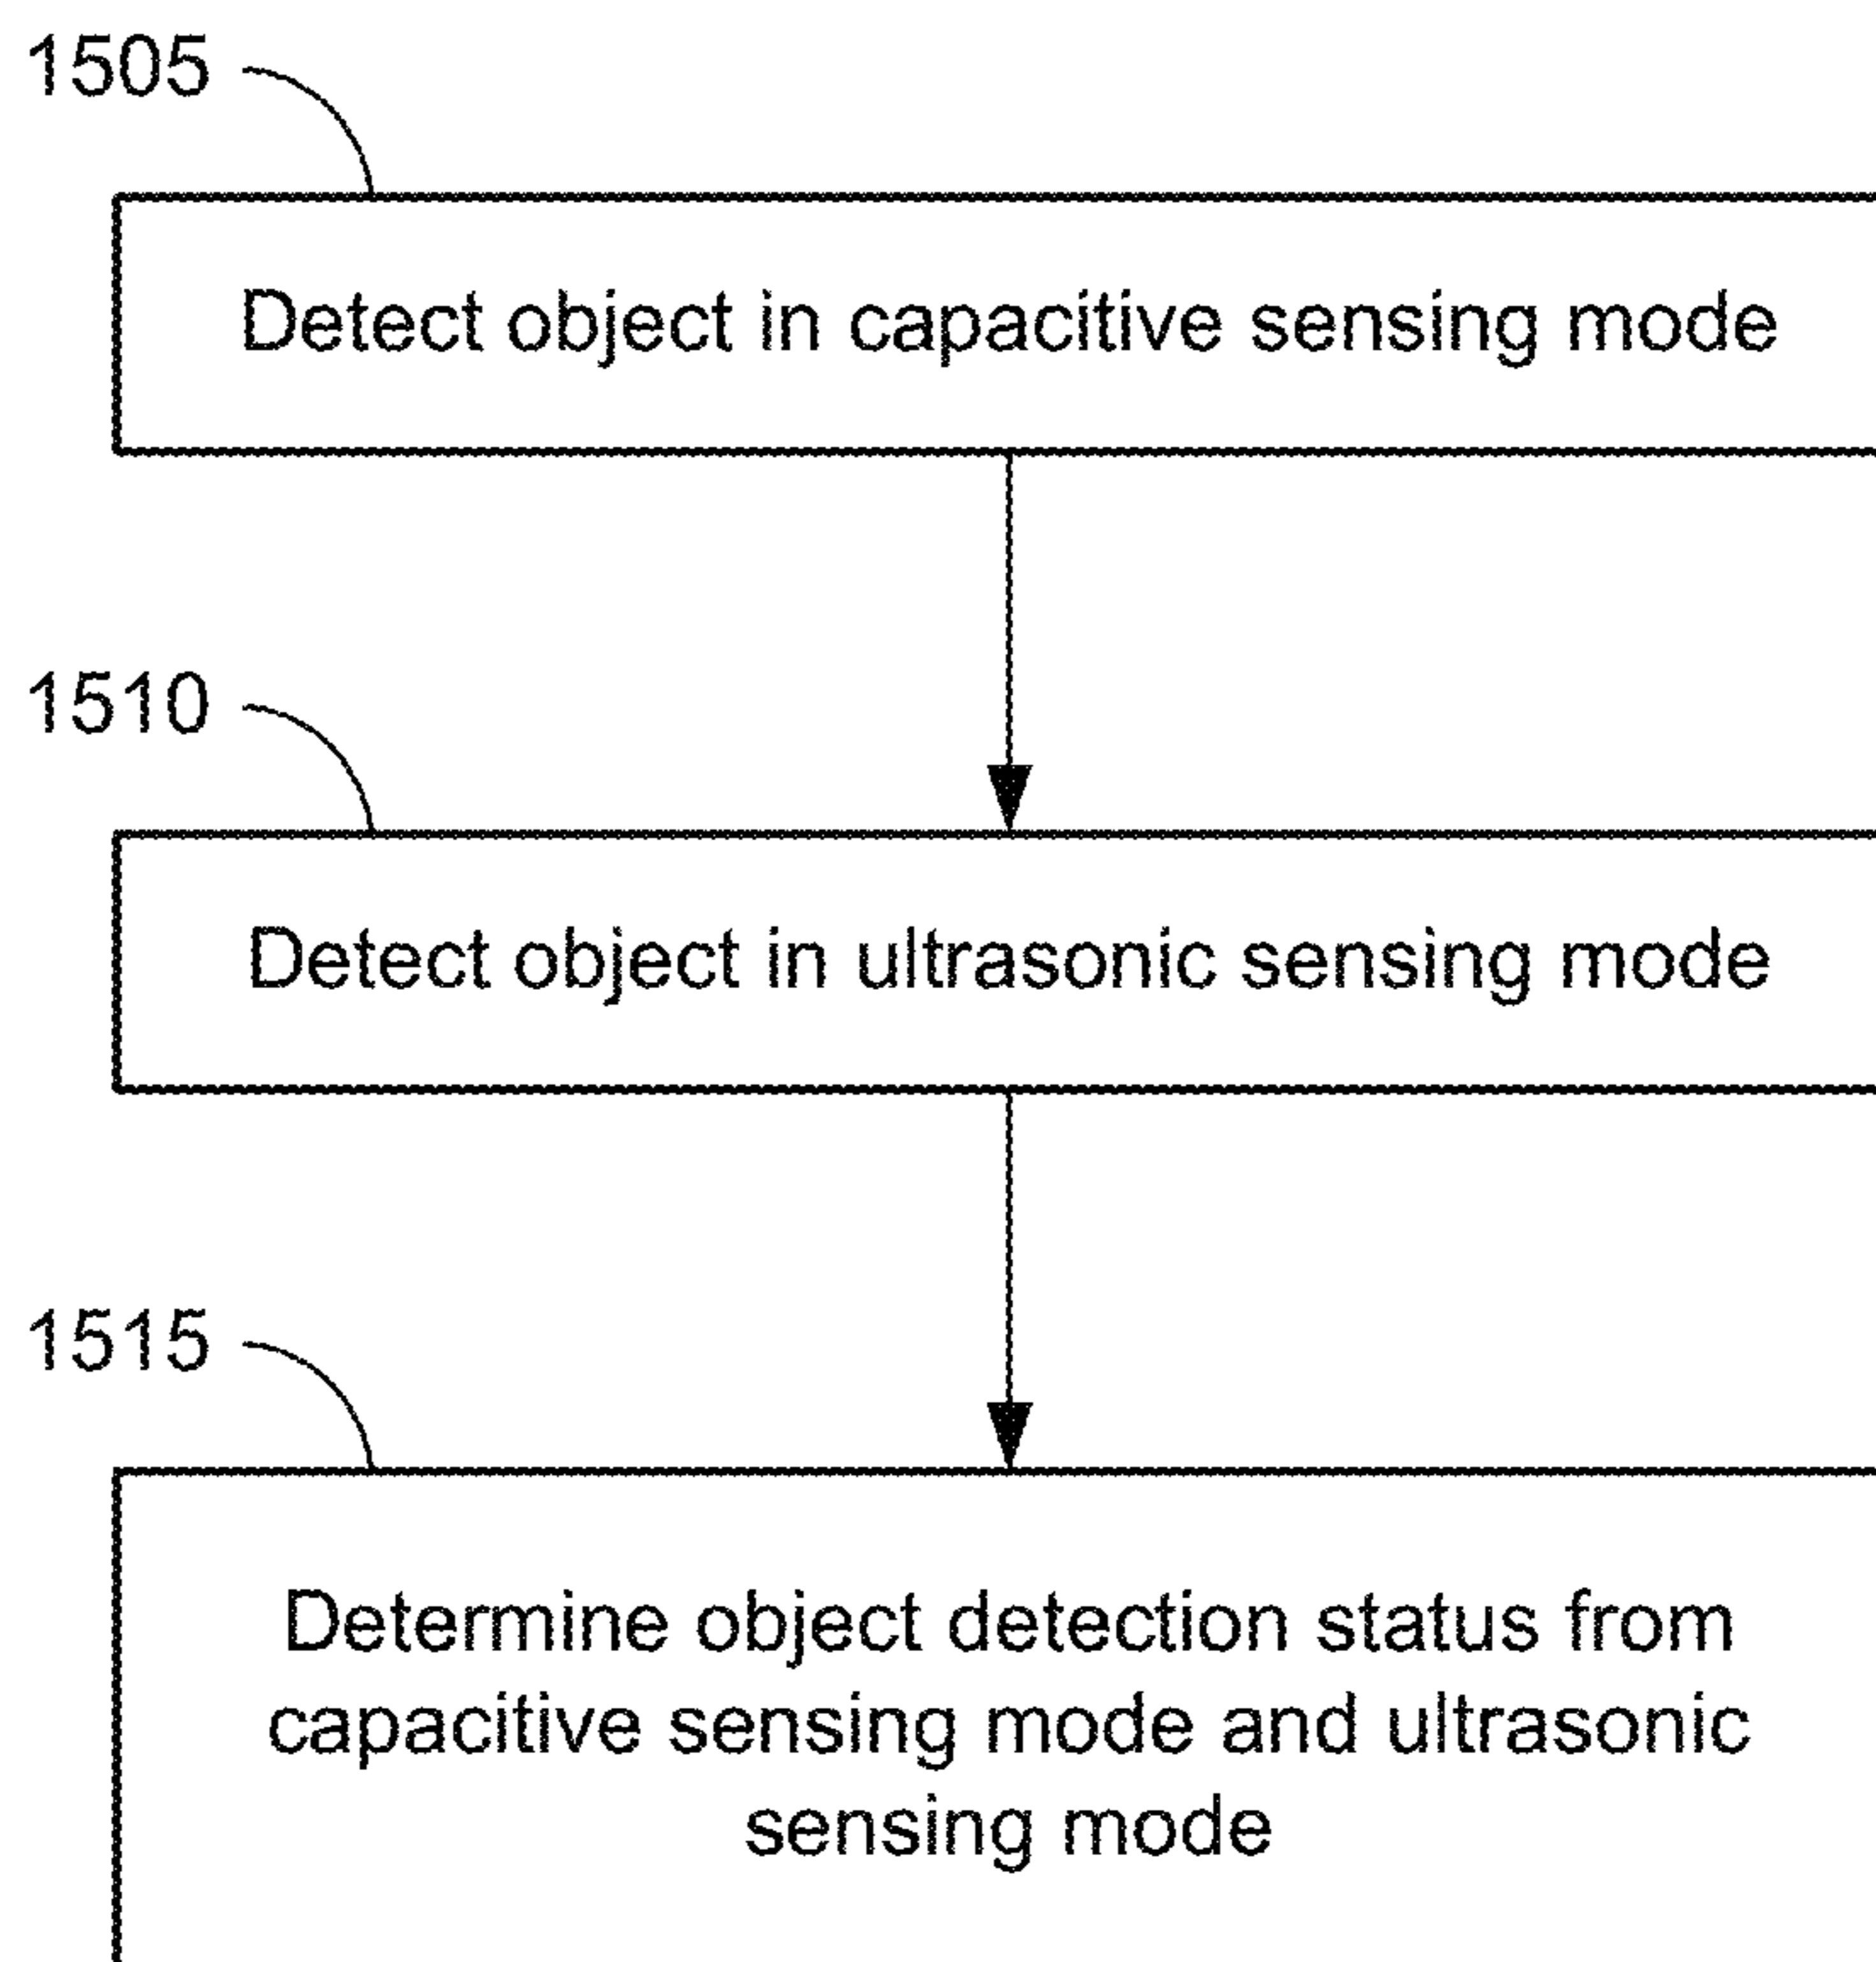 1505
Detect object in capacitive sensing mode
1510
Detect object in ultrasonic sensing mode
1515
Determine object detection status from
capacitive sensing mode and ultrasonic
sensing mode